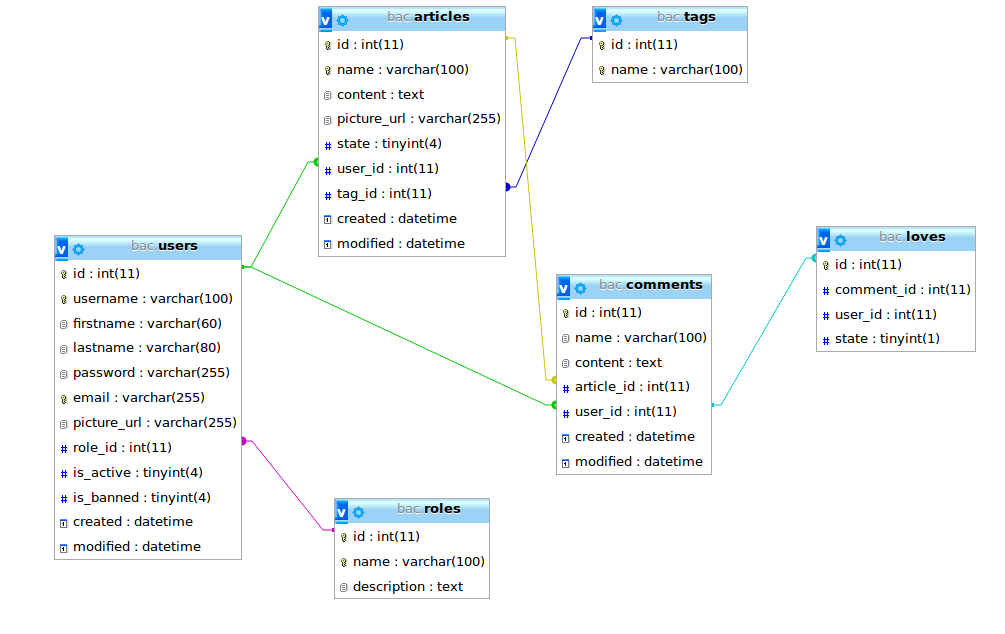 bac.articles
id : int(11)
name : varchar(100)
content : text
picture_url : varchar(255)
state : tinyint(4)
user_id : int(11)
tag_id : int(11)
created : datetime
modified : datetime
bac.tags
id : int(11)
name : varchar(100)
bac.users
id : int(11)
username : varchar(100)
firstname : varchar(60)
lastname : varchar(80)
password : varchar(255)
email : varchar(255)
picture_url : varchar(255)
role_id : int(11)
is_active : tinyint(4)
is_banned : tinyint(4)
created : datetime
modified : datetime
bac.comments
id : int(11)
name : varchar(100)
content : text
article_id : int(11)
user_id : int(11)
created : datetime
modified : datetime
bac.loves
id : int(11)
comment_id : int(11)
user_id : int(11)
state : tinyint(1)
bac.roles
id : int(11)
name : varchar(100)
description : text